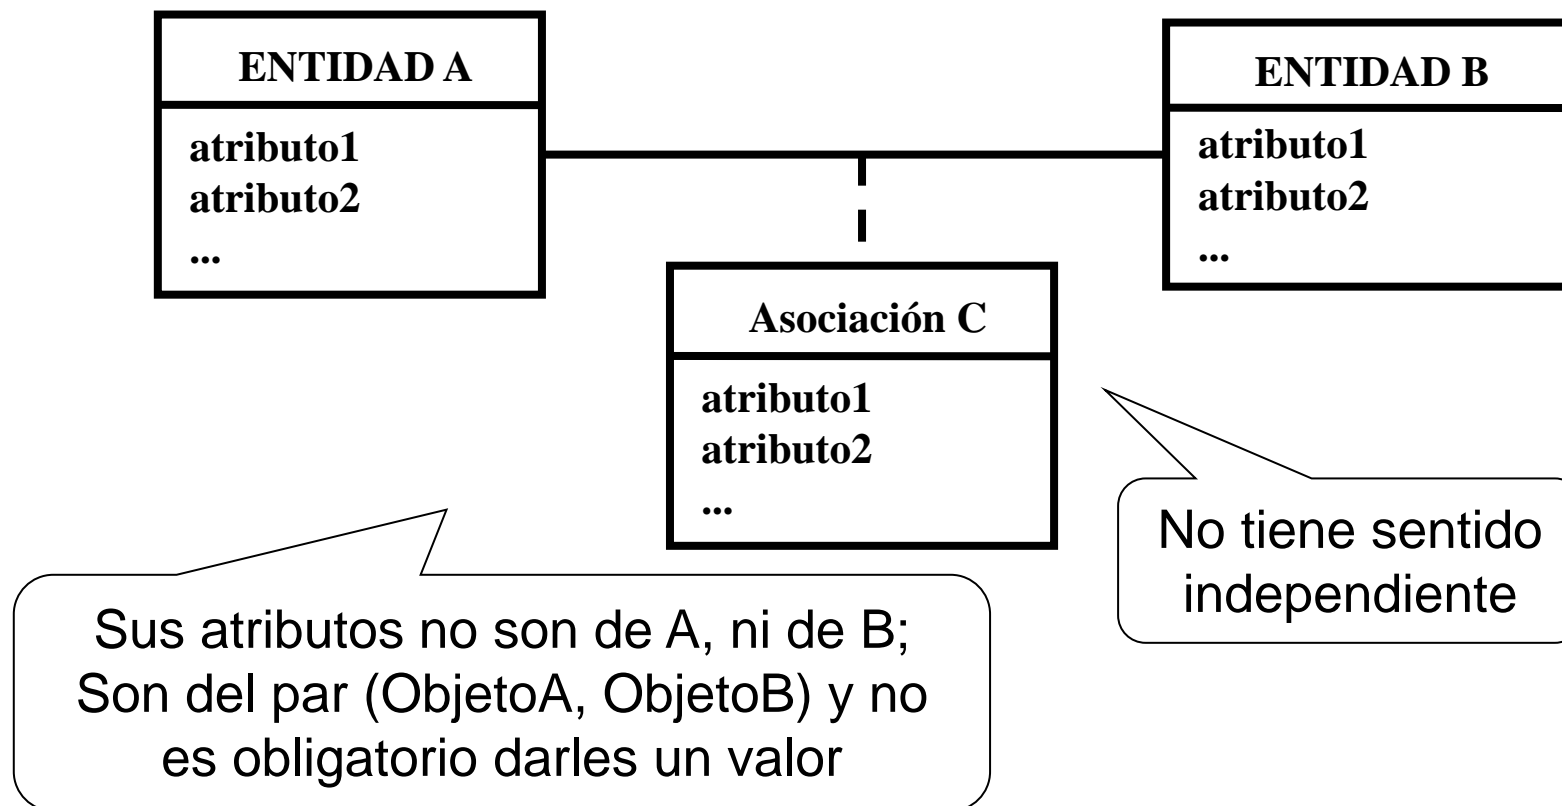 ENTIDAD A
atributo1
atributo2
...
ENTIDAD B
atributo1
atributo2
...
Asociación C
atributo1
atributo2
...
No tiene sentido
independiente
Sus atributos no son de A, ni de B;
Son del par (ObjetoA, ObjetoB) y no
es obligatorio darles un valor